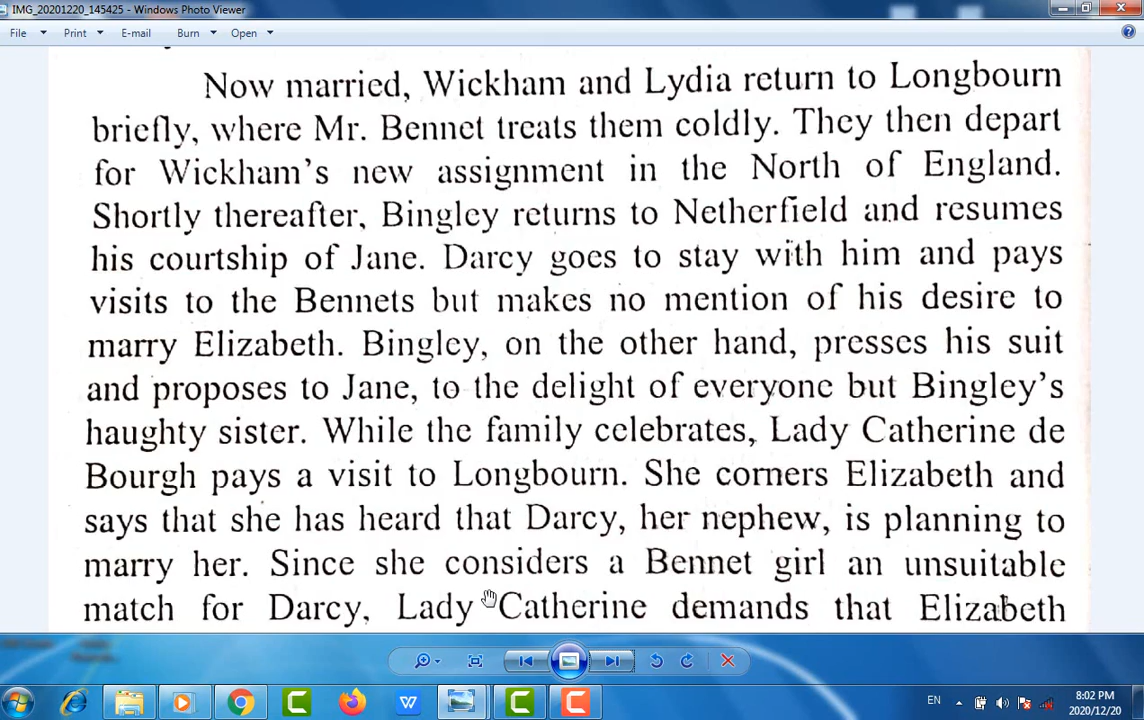 IMG_20201220_145425 - Windows Photo Viewer
File Print E-mail Burn Open
Now married, Wickham and Lydia return to Longbourn
briefly, where Mr. Bennet treats them coldly. They then depart
for Wickham's new assignment in the North of England.
Shortly thereafter, Bingley returns to Netherfield and resumes
his courtship of Jane. Darcy goes to stay with him and pays
visits to the Bennets but makes no mention of his desire to
marry Elizabeth. Bingley, on the other hand, presses his suit
and proposes to Jane, to the delight of everyone but Bingley's
haughty sister. While the family celebrates, Lady Catherine de
Bourgh pays a visit to Longbourn. She corners Elizabeth and
says that she has heard that Darcy, her nephew, is planning to
marry her. Since she considers a Bennet girl an unsuitable
match for Darcy, Lady Catherine demands that Elizabeth
EN
8:02 PM
2020/12/20